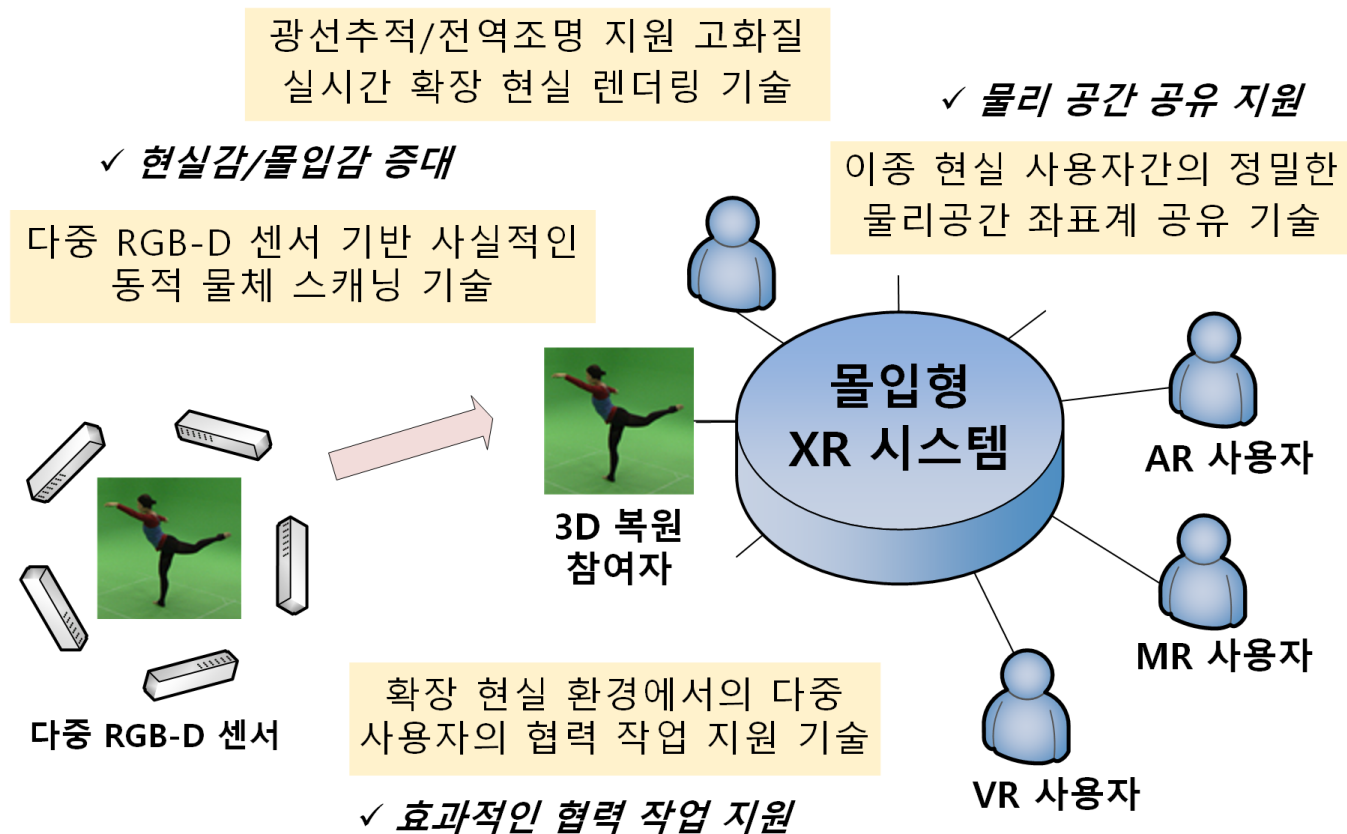 광선추적/전역조명 지원 고화질
실시간 확장 현실 렌더링 기술
✓ 물리 공간 공유 지원
✓ 현실감/몰입감 증대
이종 현실 사용자간의 정밀한
물리공간 좌표계 공유 기술
다중 RGB-D 센서 기반 사실적인
동적 물체 스캐닝 기술
몰입형
XR 시스템
AR 사용자
3D 복원
참여자
MR 사용자
다중 RGB-D 센서
확장 현실 환경에서의 다중
사용자의 협력 작업 지원 기술
VR 사용자
✓ 효과적인 협력 작업 지원